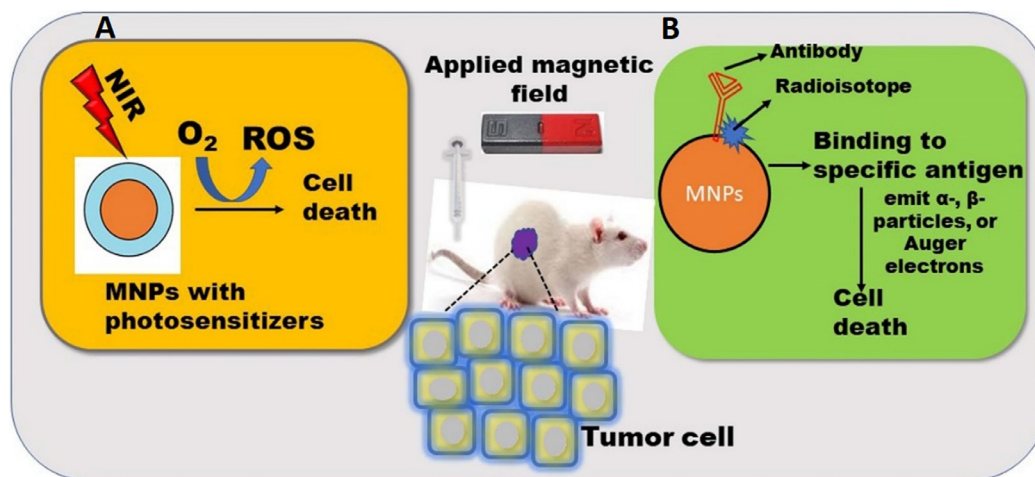 A
NIR
O2
ROS
Cell
death
MNPs with
photosensitizers
Applied magnetic
field
S
N
Tumor cell
B
Antibody
Radioisotope
MNPs
Binding to
specific antigen
emit α-, β-
particles, or
Auger
electrons
Cell
death